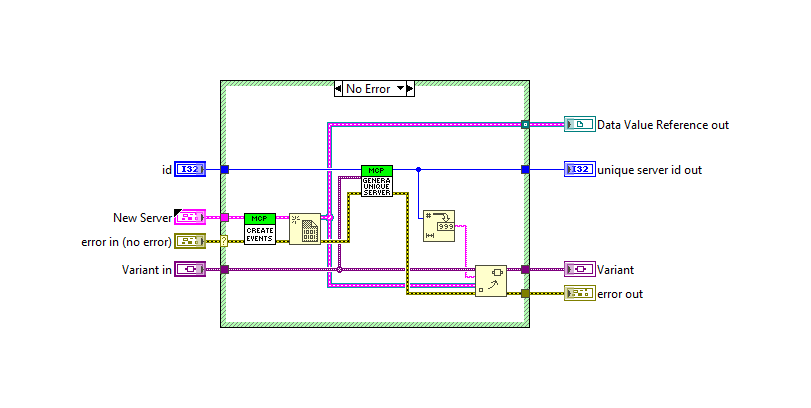 No Error
Data Value Reference out
id
I32
MCP
GENERA
UNIQUE
SERVER
I32
unique server id out
New Server
MCP
CREATE
EVENTS
#
999
error in (no error)
Variant in
Variant
error out